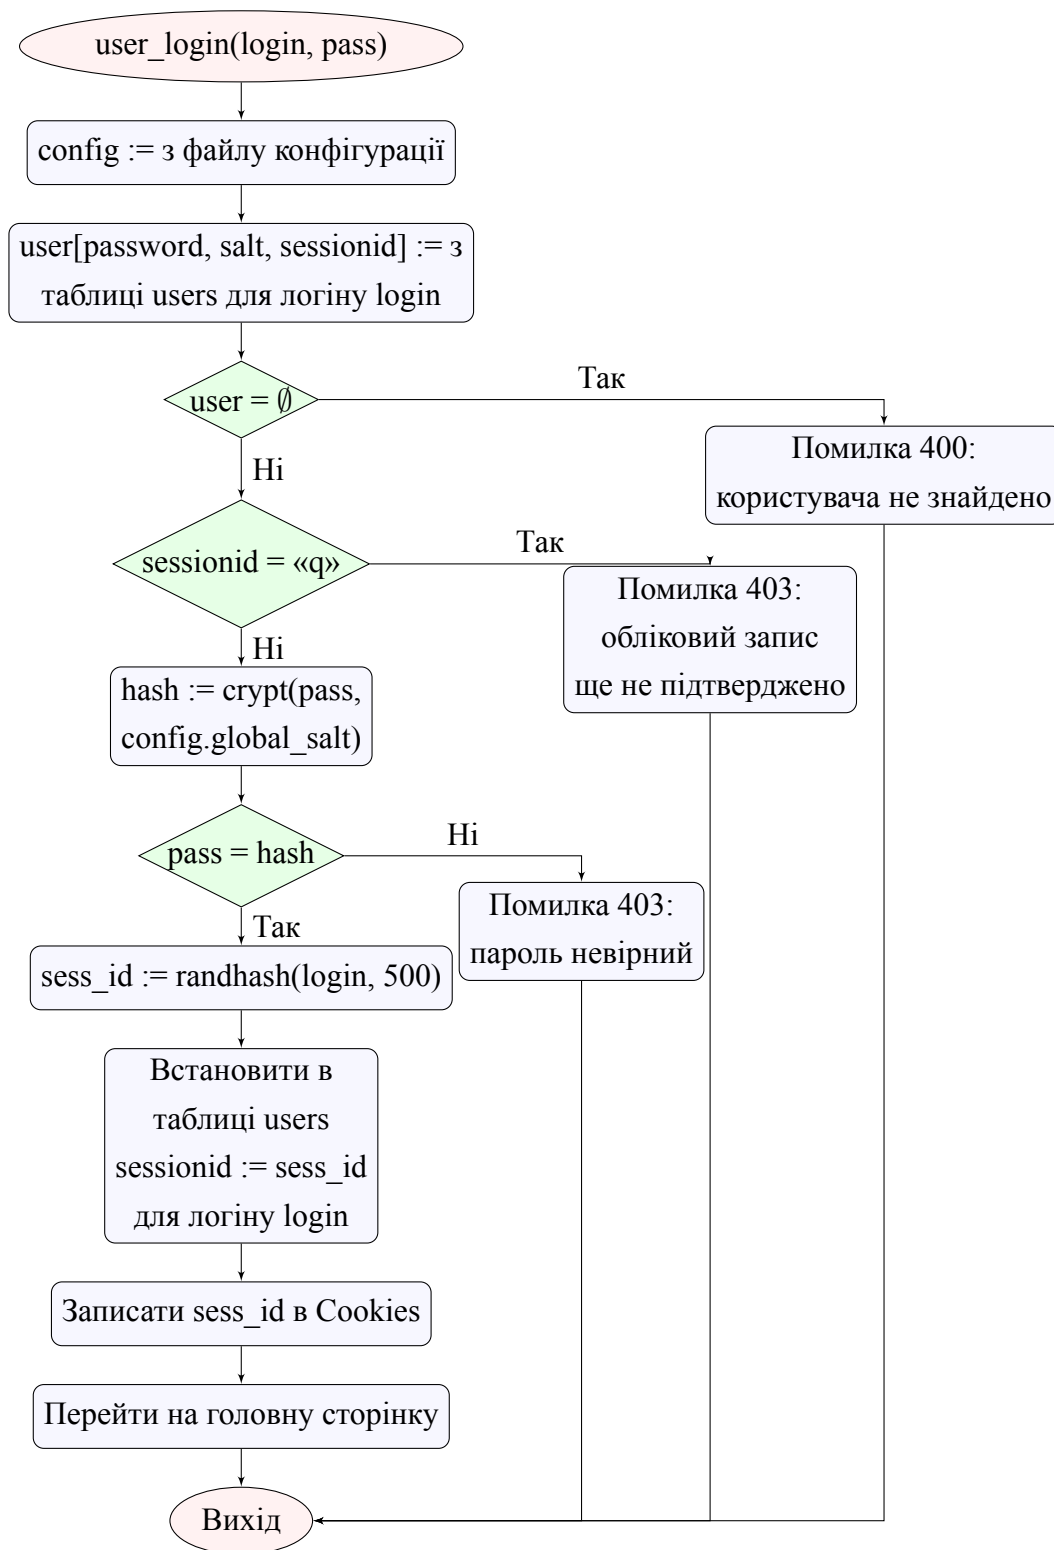 user_login(login, pass)
config := з файлу конфігурації
user[password, salt, sessionid] := з
таблиці users для логіну login
user = ∅
Так
Помилка 400:
користувача не знайдено
Ні
sessionid = «q»
Так
Помилка 403:
обліковий запис
ще не підтверджено
Ні
hash := crypt(pass,
config.global_salt)
pass = hash
Ні
Помилка 403:
пароль невірний
Так
sess_id := randhash(login, 500)
Встановити в
таблиці users
sessionid := sess_id
для логіну login
Записати sess_id в Cookies
Перейти на головну сторінку
Вихід